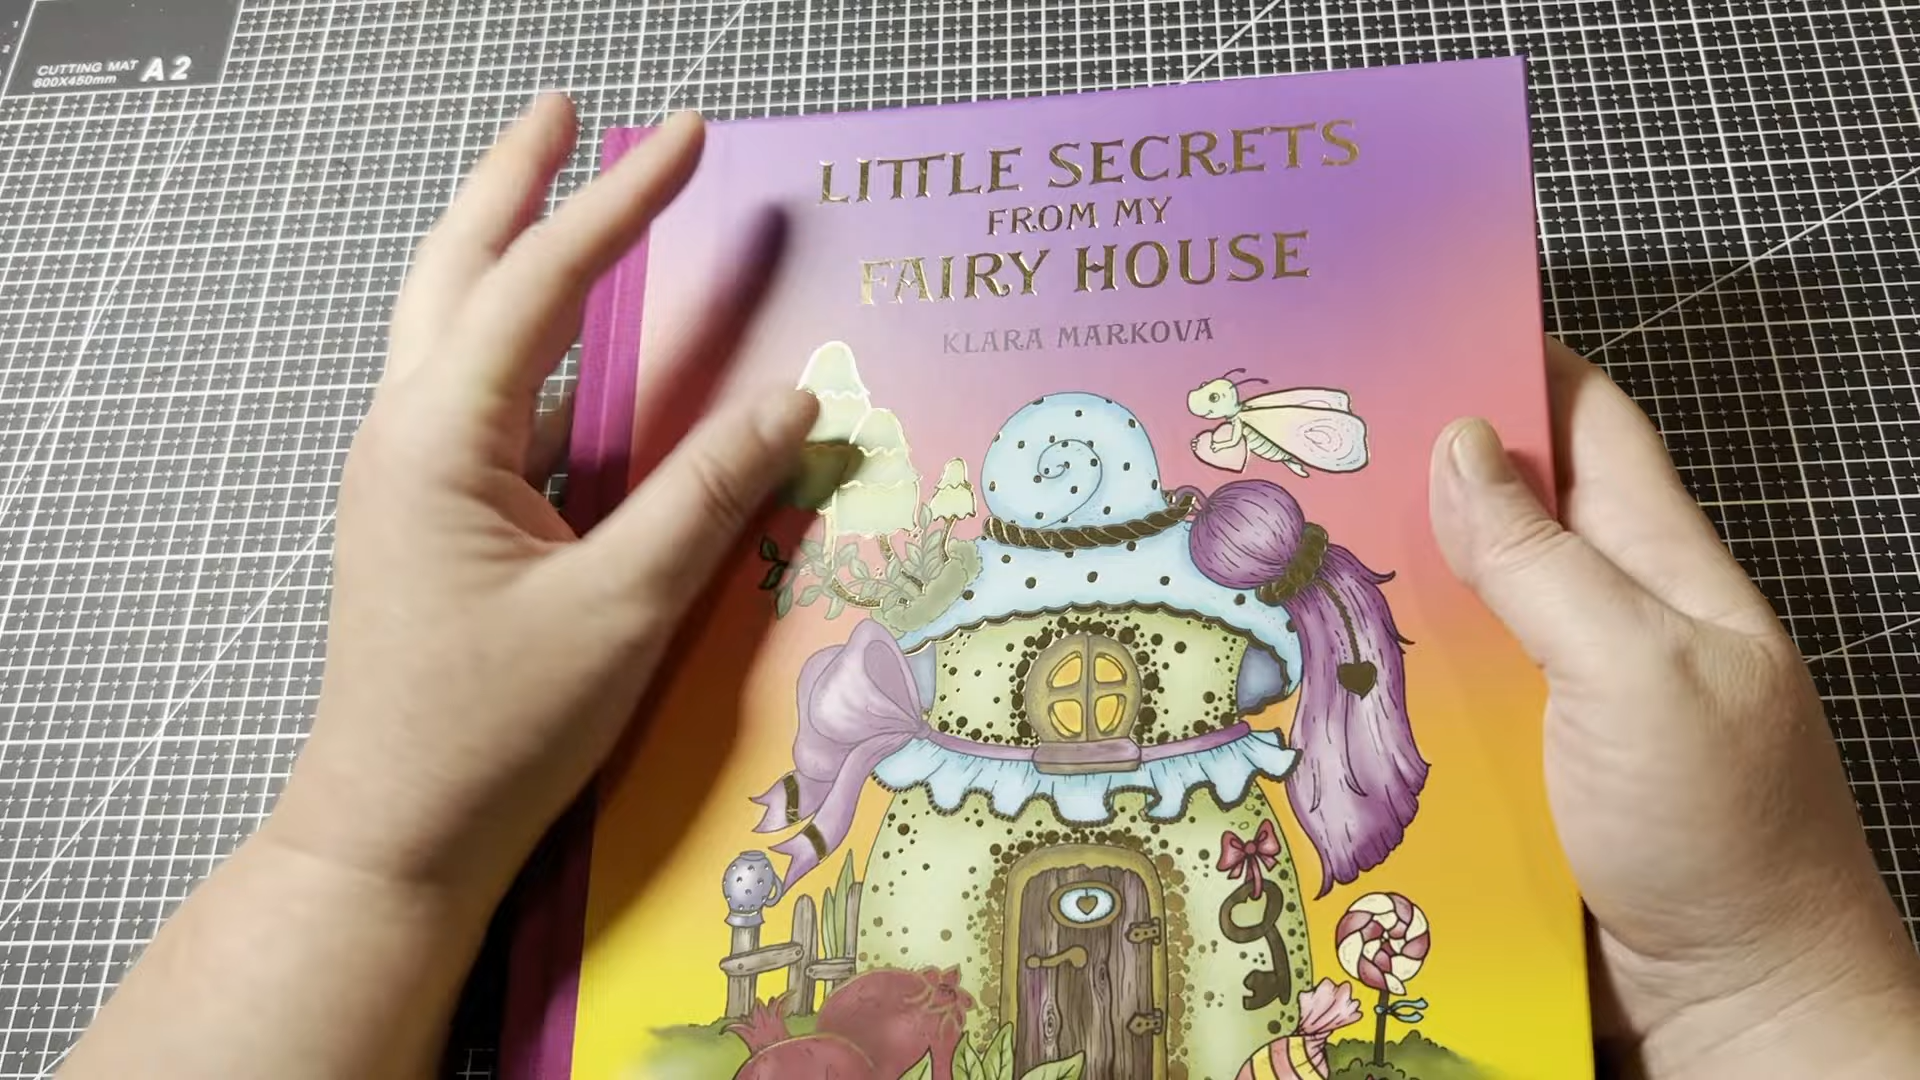 CUTTING MAT A2
600X450mm
LITTLE SECRETS
FROM MY
FAIRY HOUSE
KLARA MARKOVA